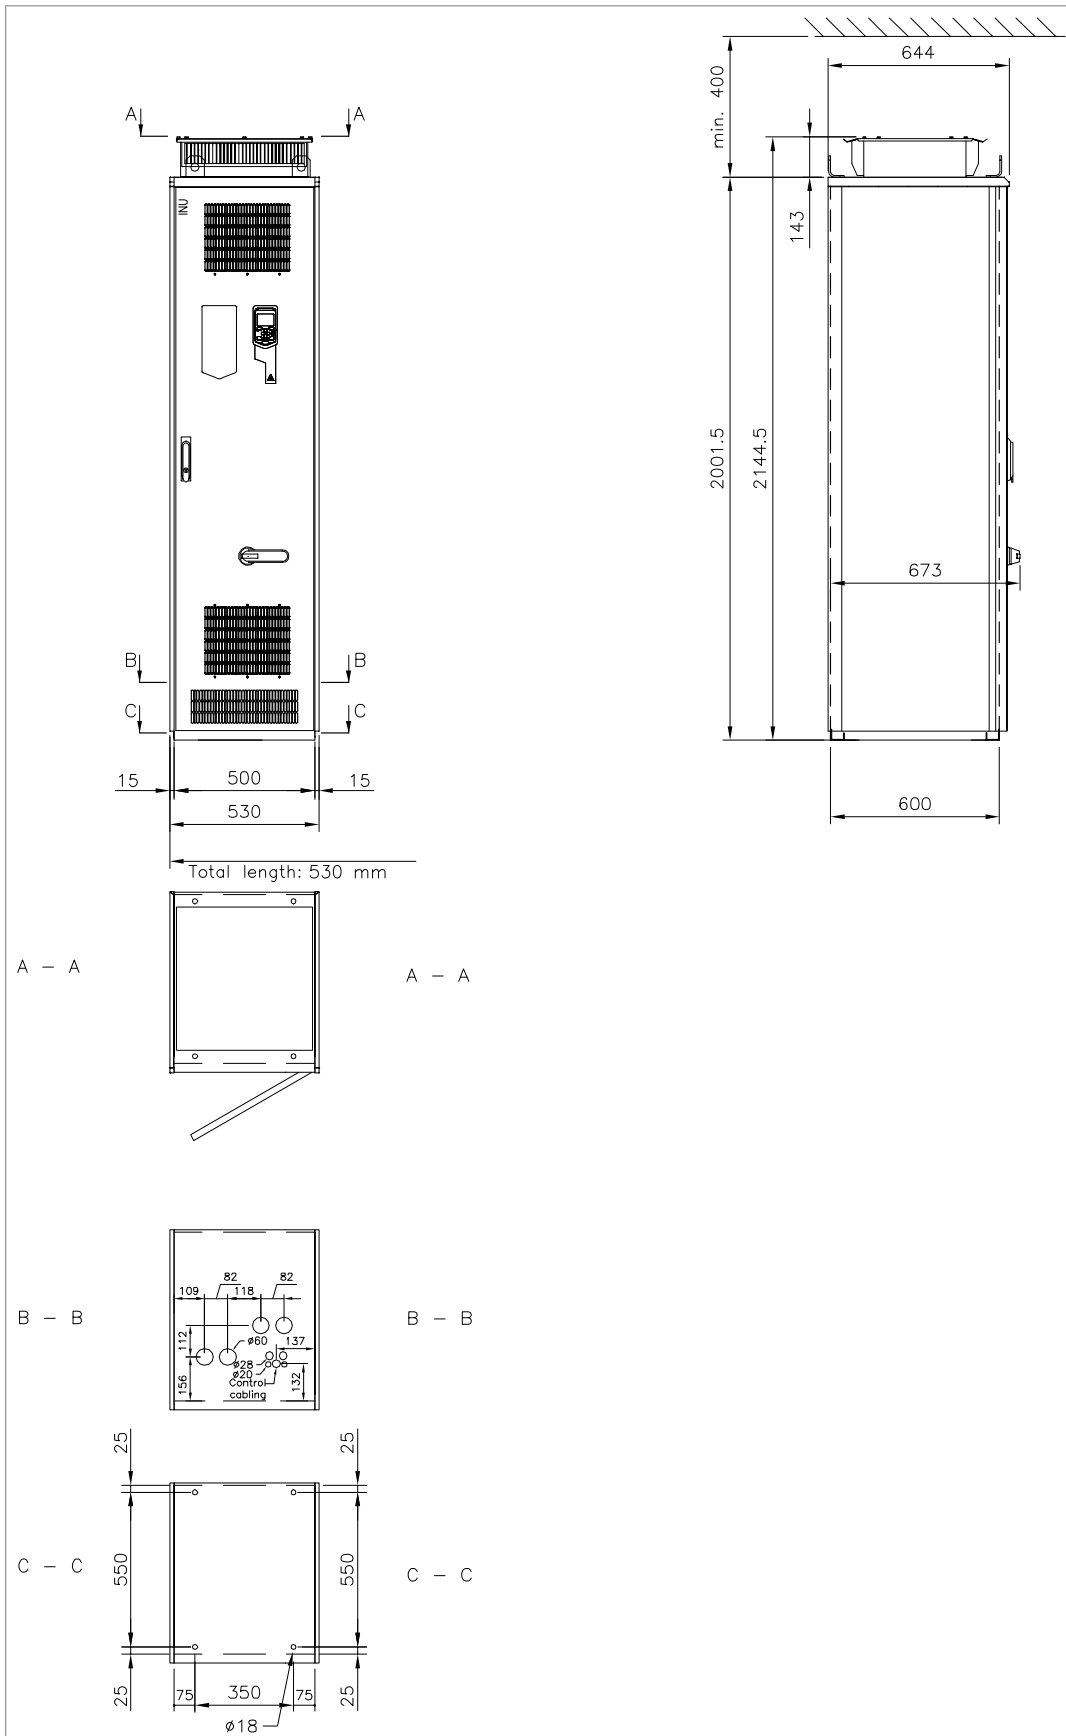 644
min. 400
A
A
143
INU
2001.5
2144.5
673
B
B
C
C
15
500
15
530
600
Total length: 530 mm
A – A
A – A
82
82
109
118
B – B
B – B
112
ø60
137
ø28
ø20
156
Control
cabling
132
25
25
C – C
550
550
C – C
25
75
350
75
25
ø18